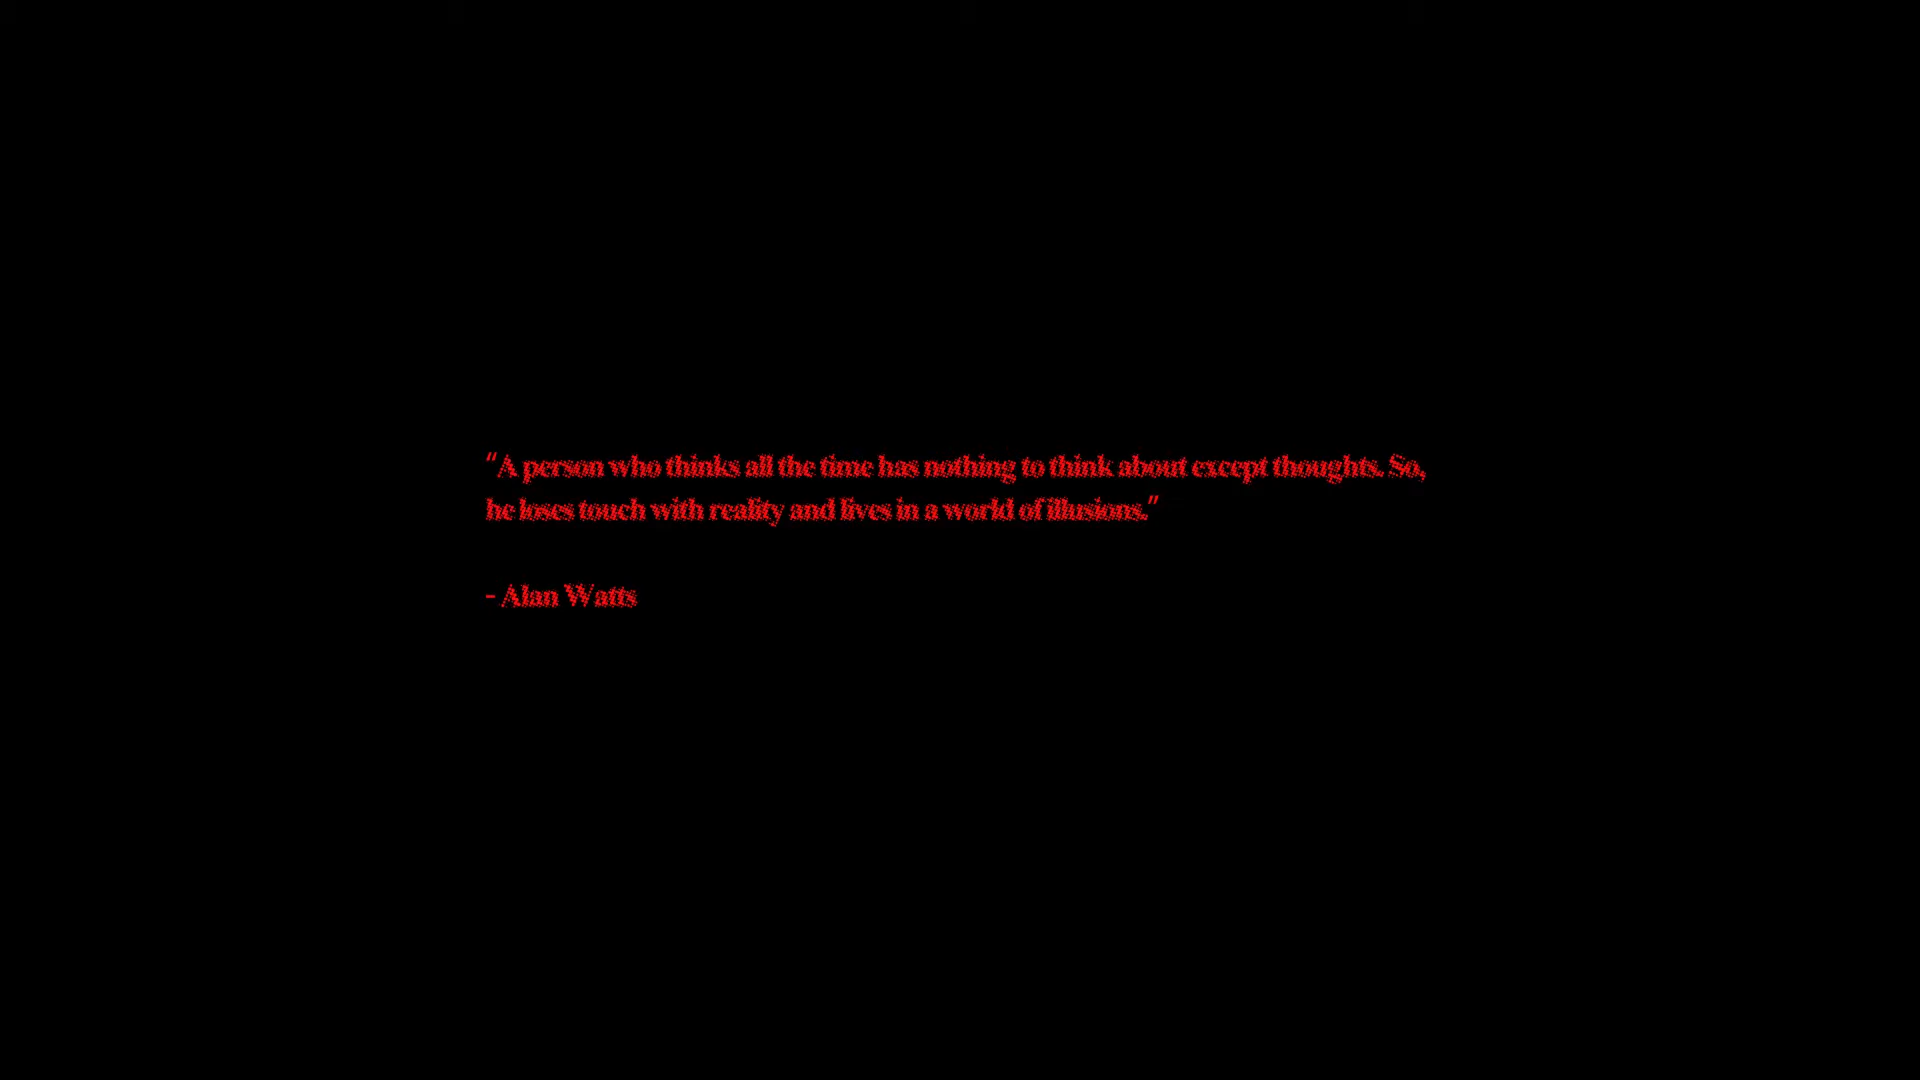 "A person who thinks all the time has nothing to think about except thoughts. So,
he loses touch with reality and lives in a world of illusions."
- Alan Watts